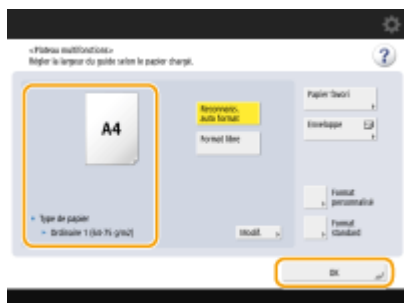 <Plateau multifonctions>
Régler la largeur du guide selon le papier chargé.
?
A4
Type de papier
Ordinaire 1 (60-75 g/m2)
Reconnaiss.
auto format
Format libre
Modif.
Papier favori
Enveloppe
Format
personnalisé
Format
standard
OK